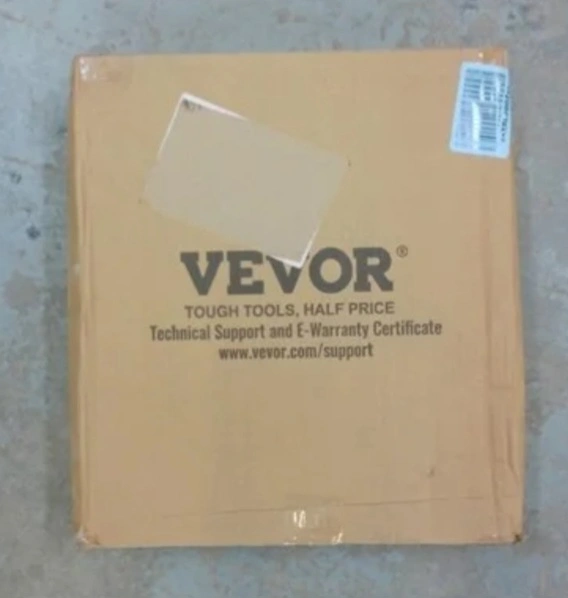 VEVOR®
TOUGH TOOLS, HALF PRICE
Technical Support and E-Warranty Certificate
www.vevor.com/support